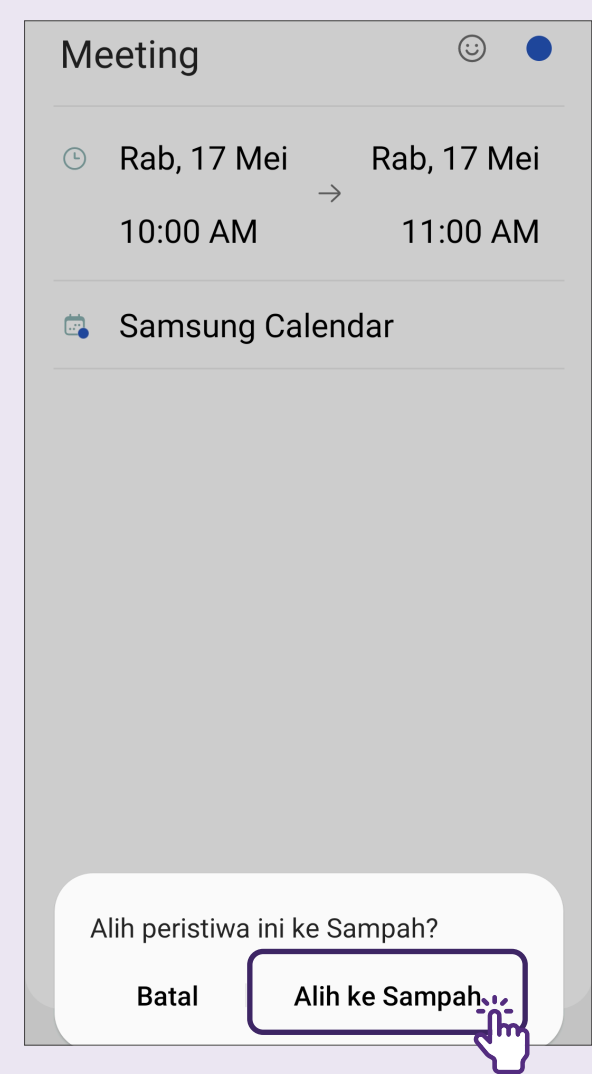 Meeting
Rab, 17 Mei → Rab, 17 Mei
10:00 AM 11:00 AM
Samsung Calendar
Alih peristiwa ini ke Sampah?
Batal Alih ke Sampah